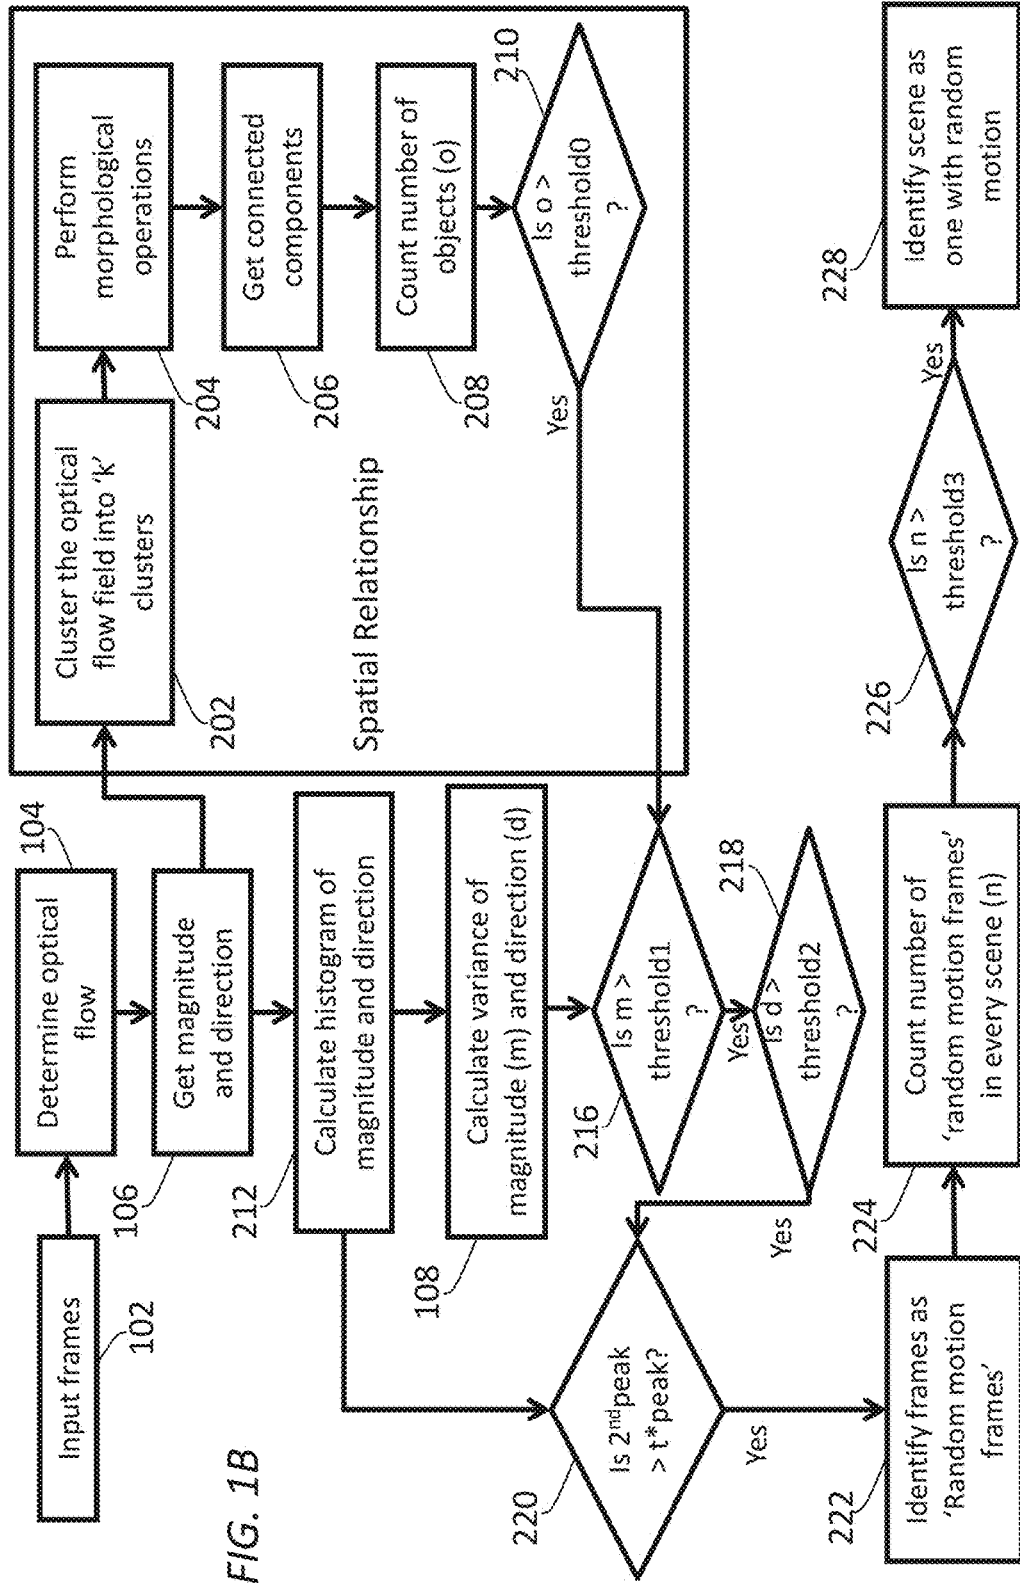 FIG. 1B
Input frames
102
Determine optical
flow
104
Get magnitude
and direction
106
Calculate histogram of
magnitude and direction
212
Calculate variance of
magnitude (m) and direction (d)
108
Cluster the optical
flow field into ‘k’
clusters
202
Perform
morphological
operations
204
Get connected
components
206
Count number of
objects (o)
208
Is o >
threshold0
?
210
Yes
Spatial Relationship
Is m >
threshold1
?
216
Yes
Is d >
threshold2
?
218
Yes
Is 2nd peak
> t*peak?
220
Yes
Identify frames as
‘Random motion
frames’
222
Count number of
‘random motion frames’
in every scene (n)
224
Is n >
threshold3
?
226
Yes
Identify scene as
one with random
motion
228